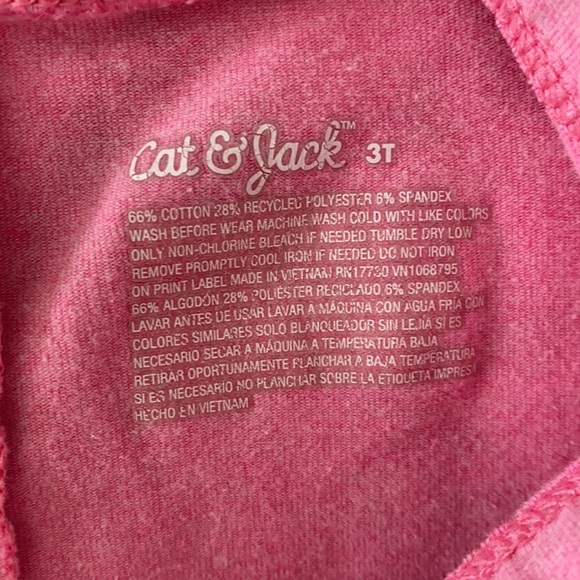 Cat & Jack™ 3T
66% COTTON 28% RECYCLED POLYESTER 6% SPANDEX
WASH BEFORE WEAR MACHINE WASH COLD WITH LIKE COLORS
ONLY NON-CHLORINE BLEACH IF NEEDED TUMBLE DRY LOW
REMOVE PROMPTLY COOL IRON IF NEEDED DO NOT IRON
ON PRINT LABEL MADE IN VIETNAM RN17730 VN1068795
66% ALGODÓN 28% POLIÉSTER RECICLADO 6% SPANDEX
LAVAR ANTES DE USAR LAVAR A MÁQUINA CON AGUA FRÍA CON
COLORES SIMILARES SOLO BLANQUEADOR SIN LEJÍA SI ES
NECESARIO SECAR A MÁQUINA A TEMPERATURA BAJA
RETIRAR OPORTUNAMENTE PLANCHAR A BAJA TEMPERATURA
SI ES NECESARIO NO PLANCHAR SOBRE LA ETIQUETA IMPRES
HECHO EN VIETNAM